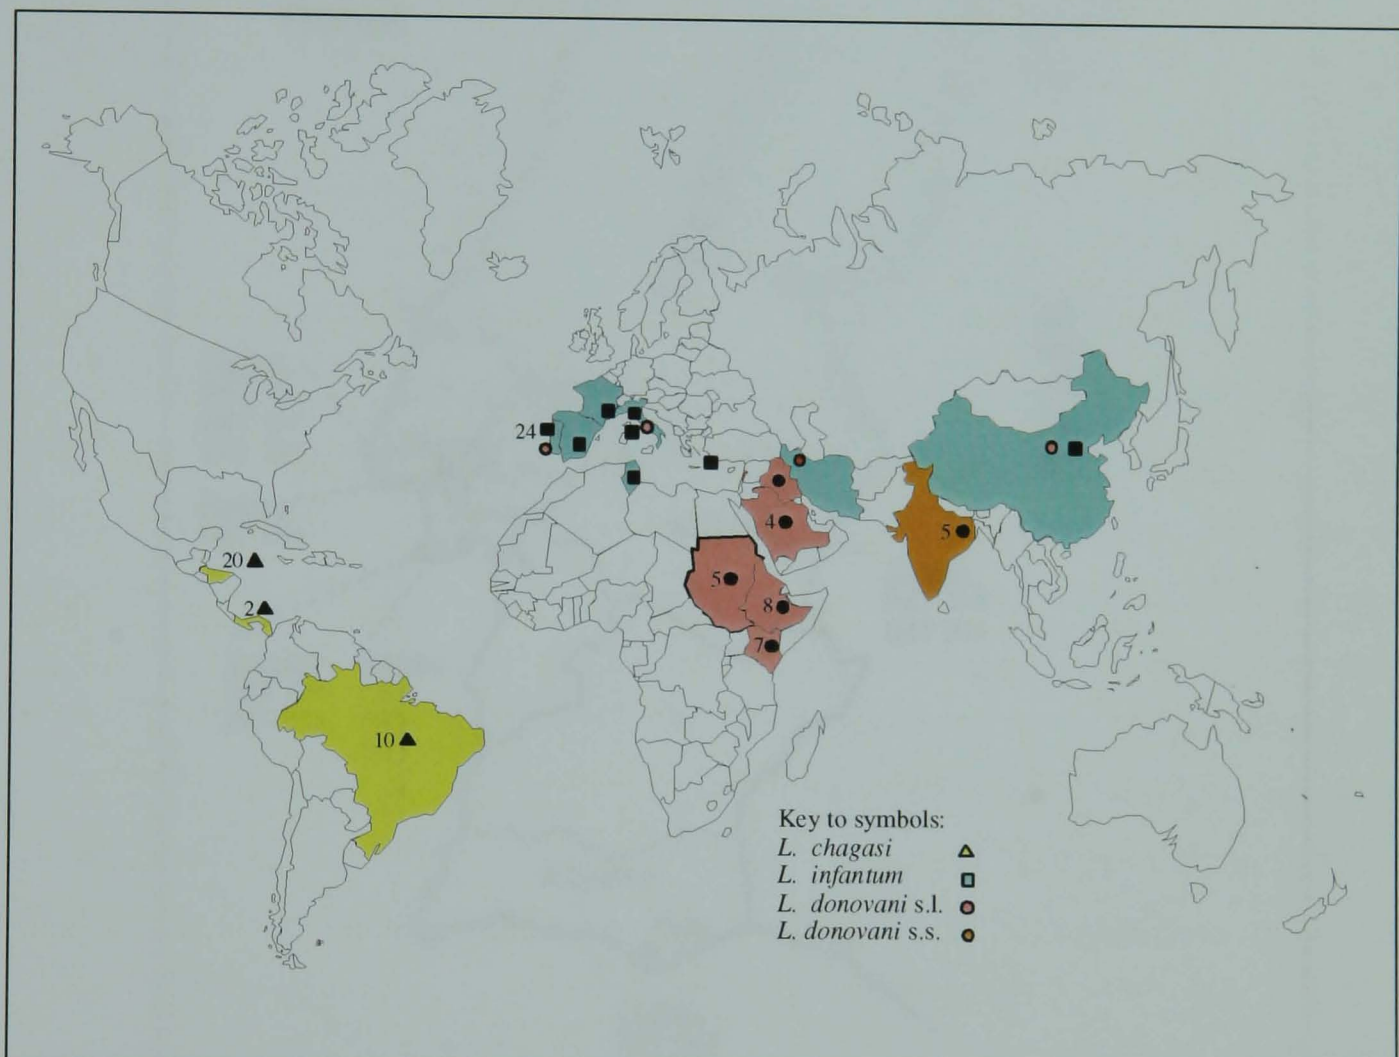 24
4
5
20
5
8
2
7
10
Key to symbols:
L. chagasi
L. infantum
L. donovani s.l.
L. donovani s.s.